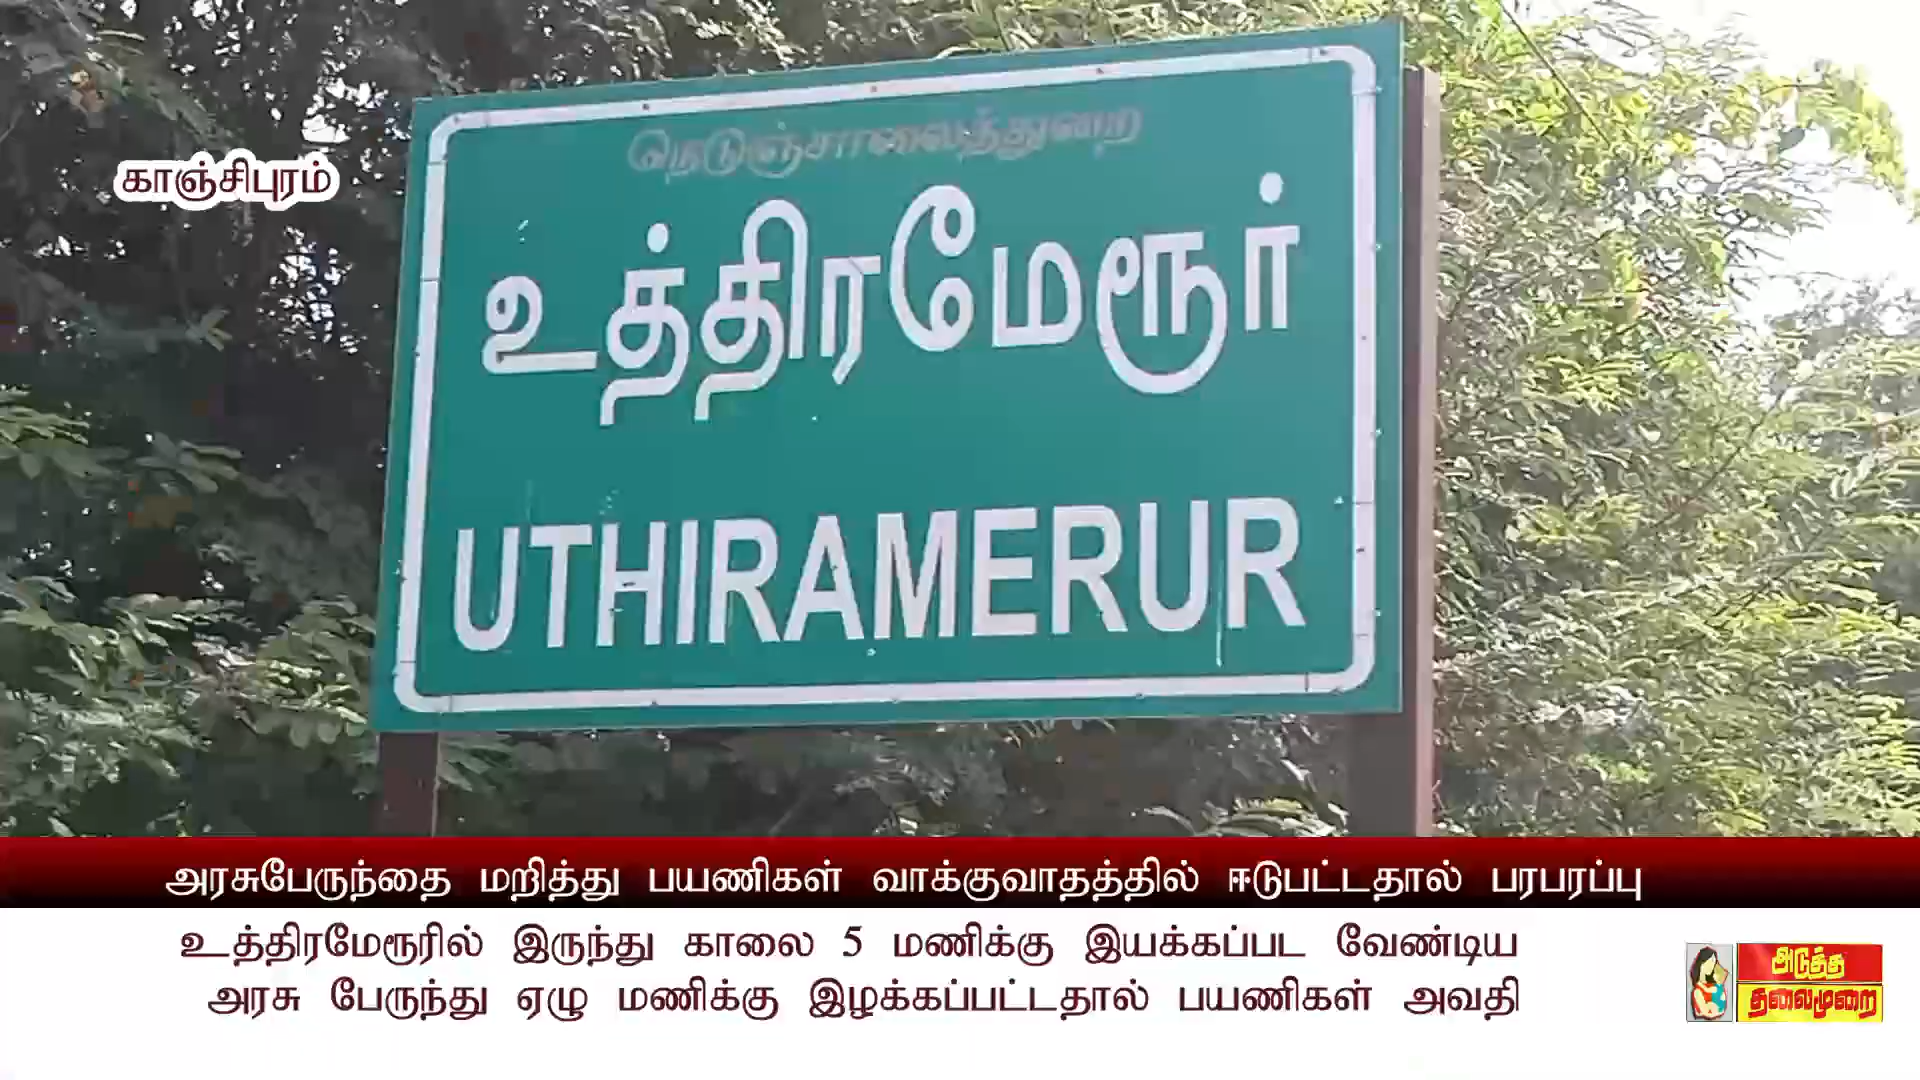 காஞ்சிபுரம்
நெடுஞ்சாலைத்துறை
உத்திரமேரூர்
UTHIRAMERUR
அரசுபேருந்தை மறித்து பயணிகள் வாக்குவாதத்தில் ஈடுபட்டதால் பரபரப்பு
உத்திரமேரூரில் இருந்து காலை 5 மணிக்கு இயக்கப்பட வேண்டிய
அரசு பேருந்து ஏழு மணிக்கு இழக்கப்பட்டதால் பயணிகள் அவதி
அடுத்த
தலைமுறை